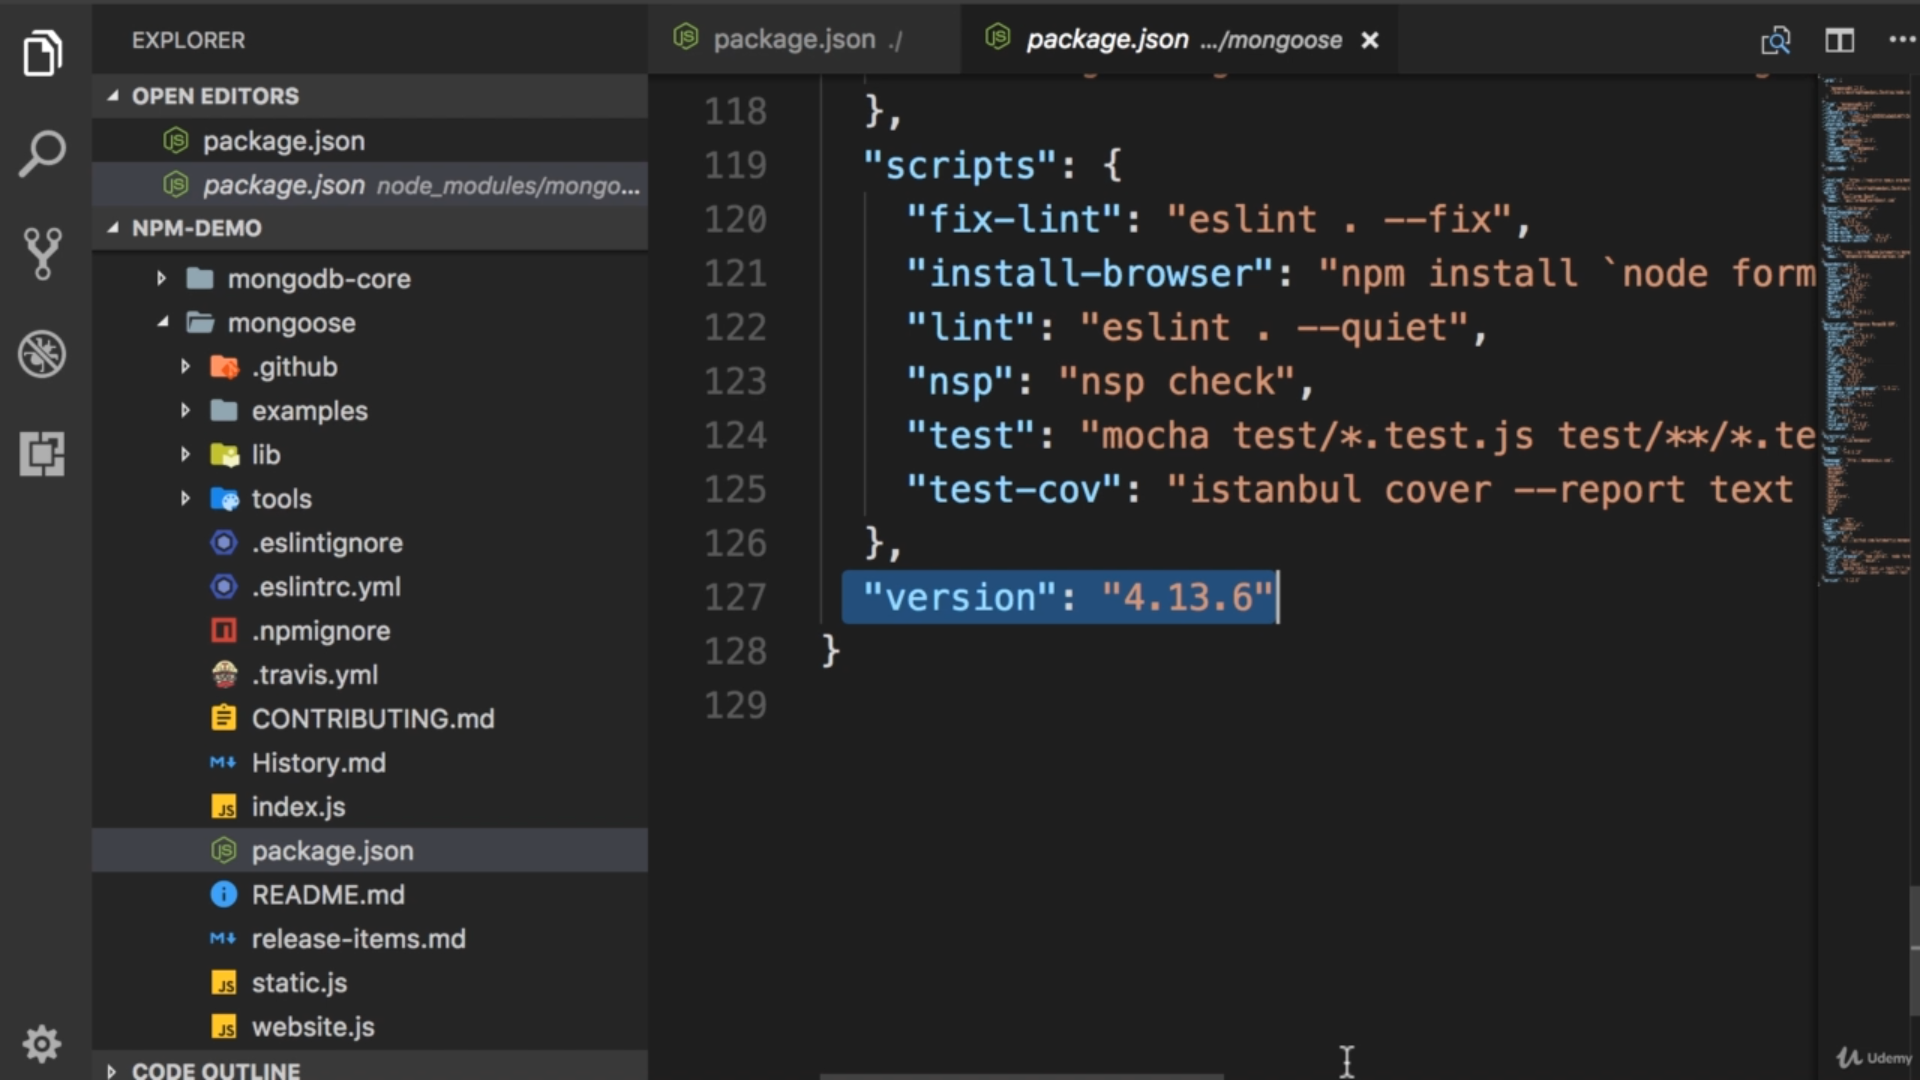 EXPLORER
OPEN EDITORS
package.json
package.json node_modules/mongo...
NPM-DEMO
mongodb-core
mongoose
.github
examples
lib
tools
.eslintignore
.eslintrc.yml
.npmignore
.travis.yml
CONTRIBUTING.md
History.md
index.js
package.json
README.md
release-items.md
static.js
website.js
CODE OUTLINE
package.json ./
package.json .../mongoose
118 },
119 "scripts": {
120 "fix-lint": "eslint . --fix",
121 "install-browser": "npm install `node form
122 "lint": "eslint . --quiet",
123 "nsp": "nsp check",
124 "test": "mocha test/*.test.js test/**/*.te
125 "test-cov": "istanbul cover --report text
126 },
127 "version": "4.13.6"
128 }
129
Udemy